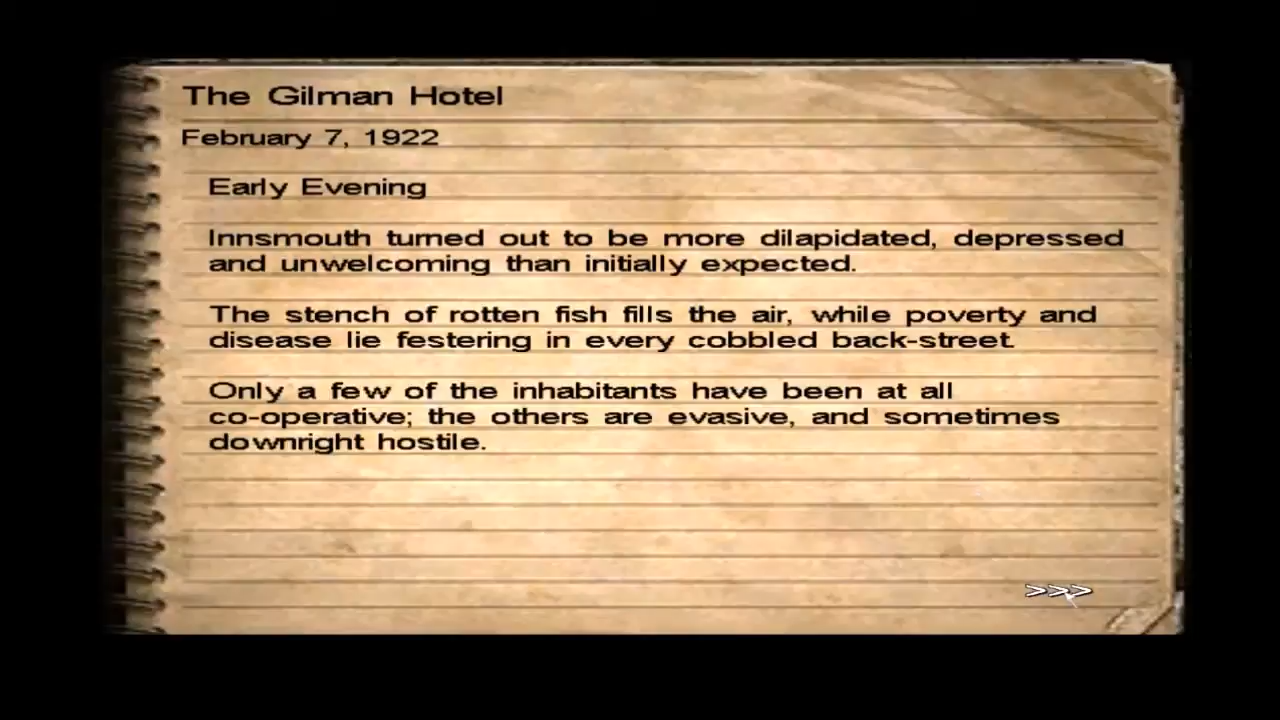 The Gilman Hotel
February 7, 1922
Early Evening
Innsmouth turned out to be more dilapidated, depressed
and unwelcoming than initially expected.
The stench of rotten fish fills the air, while poverty and
disease lie festering in every cobbled back-street.
Only a few of the inhabitants have been at all
co-operative; the others are evasive, and sometimes
downright hostile.
>>>